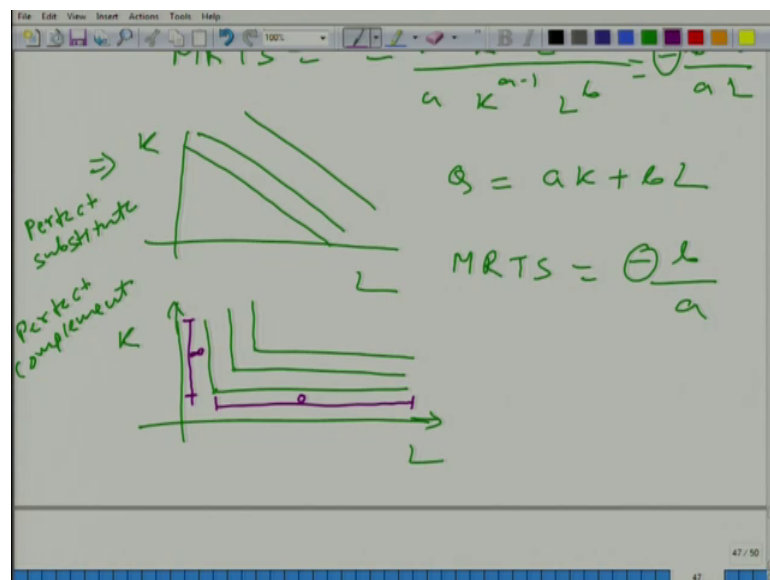 File Edit View Insert Actions Tools Help
100%
B I
MRTS = =
a K^{a-1} L^b = ⊖
a L
K
⇒
Perfect
substitute
L
Q = aK + bL
MRTS = ⊖ b/a
Perfect
complement
K
∞
0
L
47 / 50
47